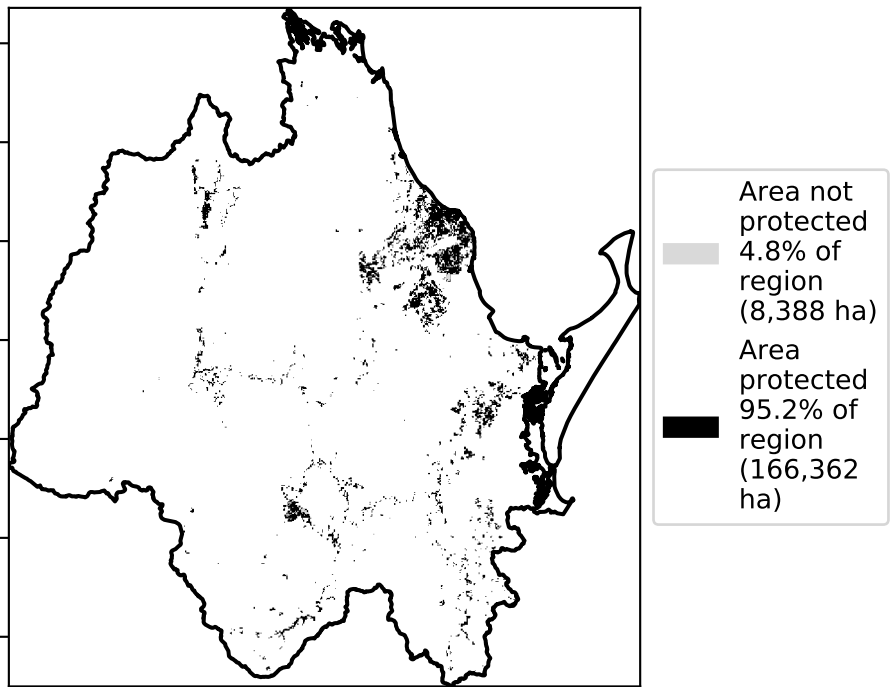 Area not
protected
4.8% of
region
(8,388 ha)
Area
protected
95.2% of
region
(166,362
ha)